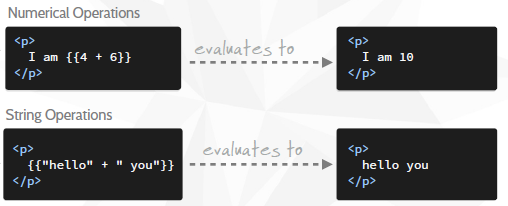 Numerical Operations
<p>
I am {{4 + 6}}
</p>
evaluates to
<p>
I am 10
</p>
String Operations
<p>
{{"hello" + " you"}}
</p>
evaluates to
<p>
hello you
</p>